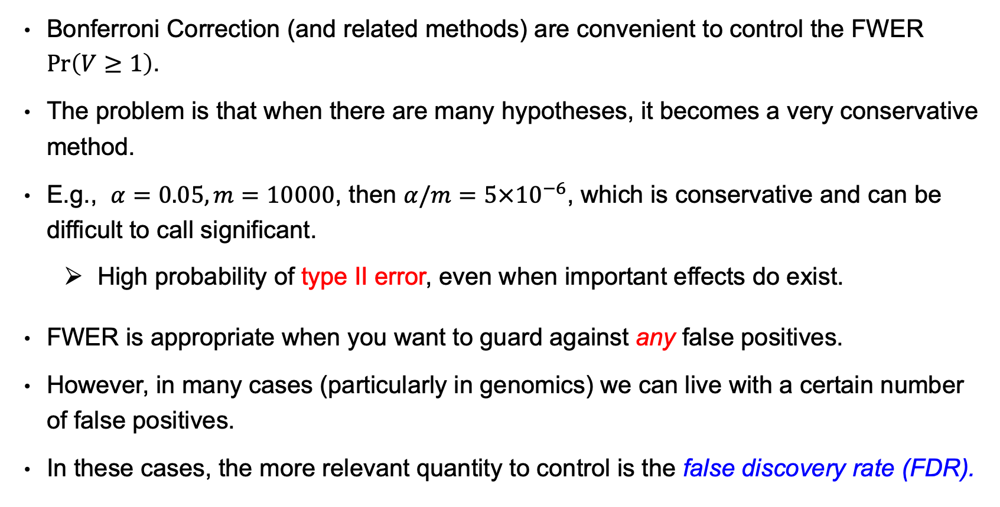 • Bonferroni Correction (and related methods) are convenient to control the FWER
Pr(𝑉 ≥ 1).
• The problem is that when there are many hypotheses, it becomes a very conservative
method.
• E.g., 𝛼 = 0.05, 𝑚 = 10000, then 𝛼/𝑚 = 5×10⁻⁶, which is conservative and can be
difficult to call significant.
➢ High probability of type II error, even when important effects do exist.
• FWER is appropriate when you want to guard against any false positives.
• However, in many cases (particularly in genomics) we can live with a certain number
of false positives.
• In these cases, the more relevant quantity to control is the false discovery rate (FDR).